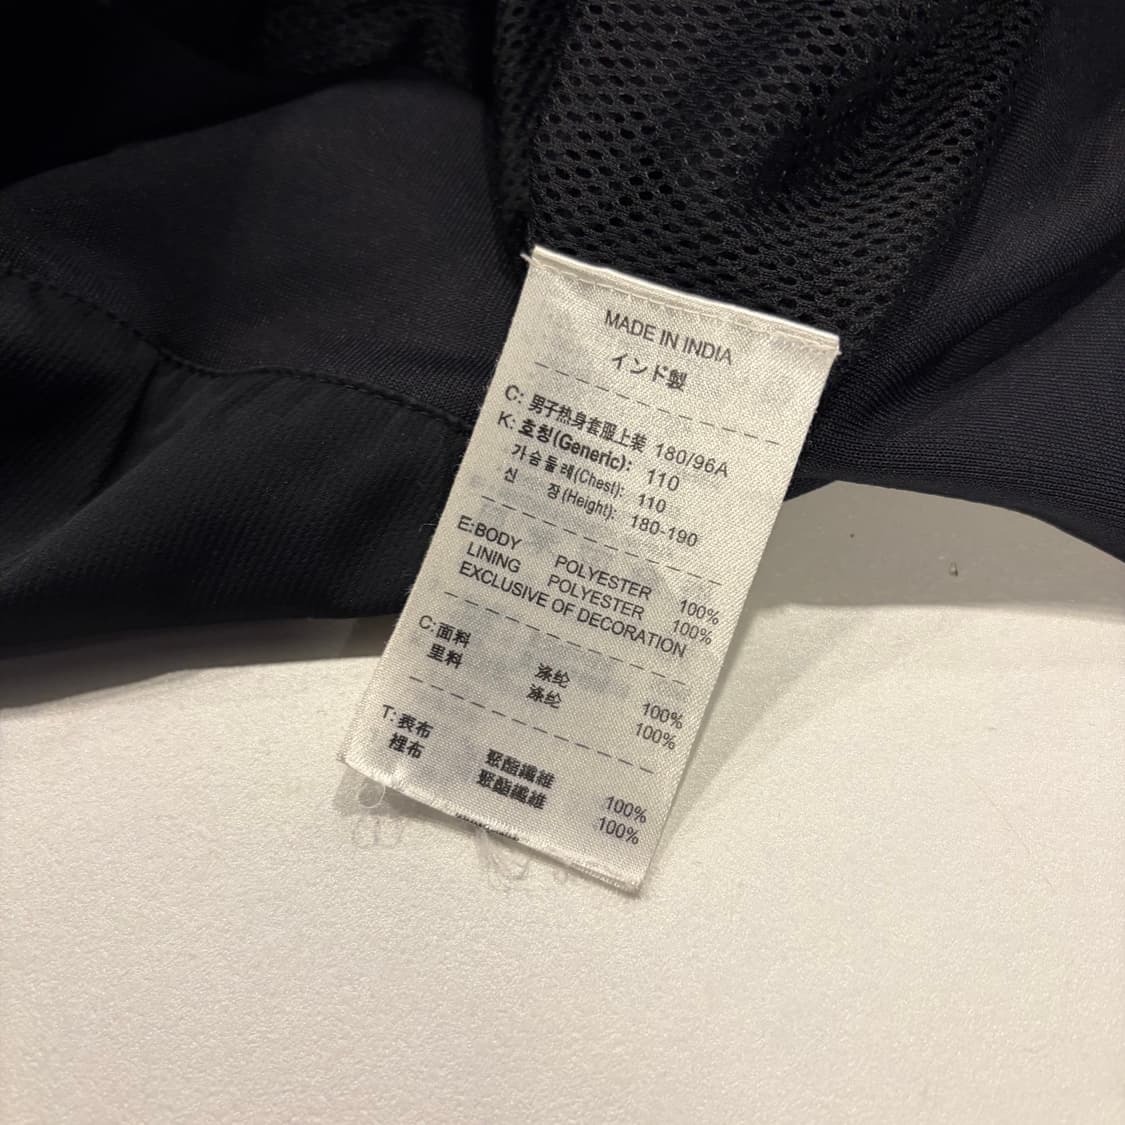 MADE IN INDIA
インド製
C: 男子热身套服上装 180/96A
K: 호칭(Generic): 110
가슴둘레(Chest): 110
신 장(Height): 180-190
E:BODY POLYESTER 100%
LINING POLYESTER 100%
EXCLUSIVE OF DECORATION
C:面料 涤纶 100%
里料 涤纶 100%
T:表布 聚酯纖維 100%
裡布 聚酯纖維 100%